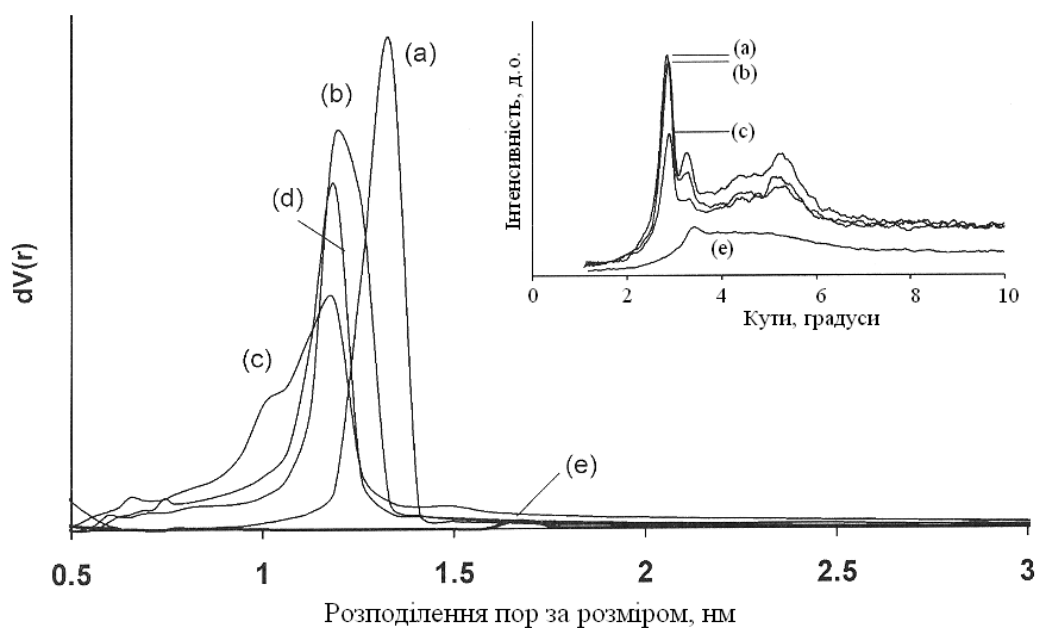 (a)
(b)
(d)
(c)
(e)
dV(r)
0.5 1 1.5 2 2.5 3
Розподілення пор за розміром, нм
(a)
(b)
(c)
(e)
Інтенсивність, д.о.
0 2 4 6 8 10
Кути, градуси